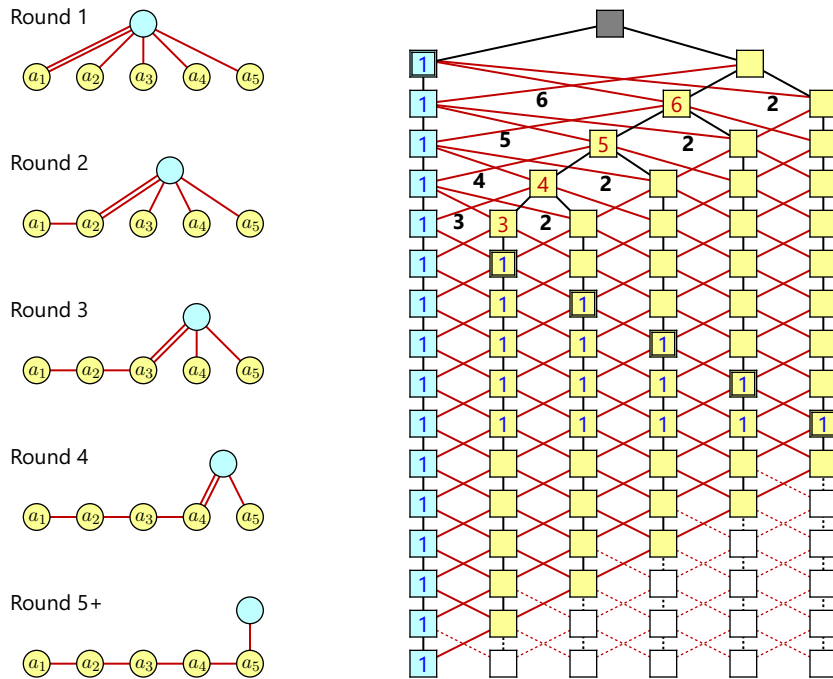 Round 1
a₁ a₂ a₃ a₄ a₅
Round 2
a₁ a₂ a₃ a₄ a₅
Round 3
a₁ a₂ a₃ a₄ a₅
Round 4
a₁ a₂ a₃ a₄ a₅
Round 5+
a₁ a₂ a₃ a₄ a₅
1
1 6 6 2
1 5 5 2
1 4 4 2
1 3 3 2
1 1
1 1 1
1 1 1 1
1 1 1 1 1
1 1 1 1 1 1
1
1
1
1
1
1